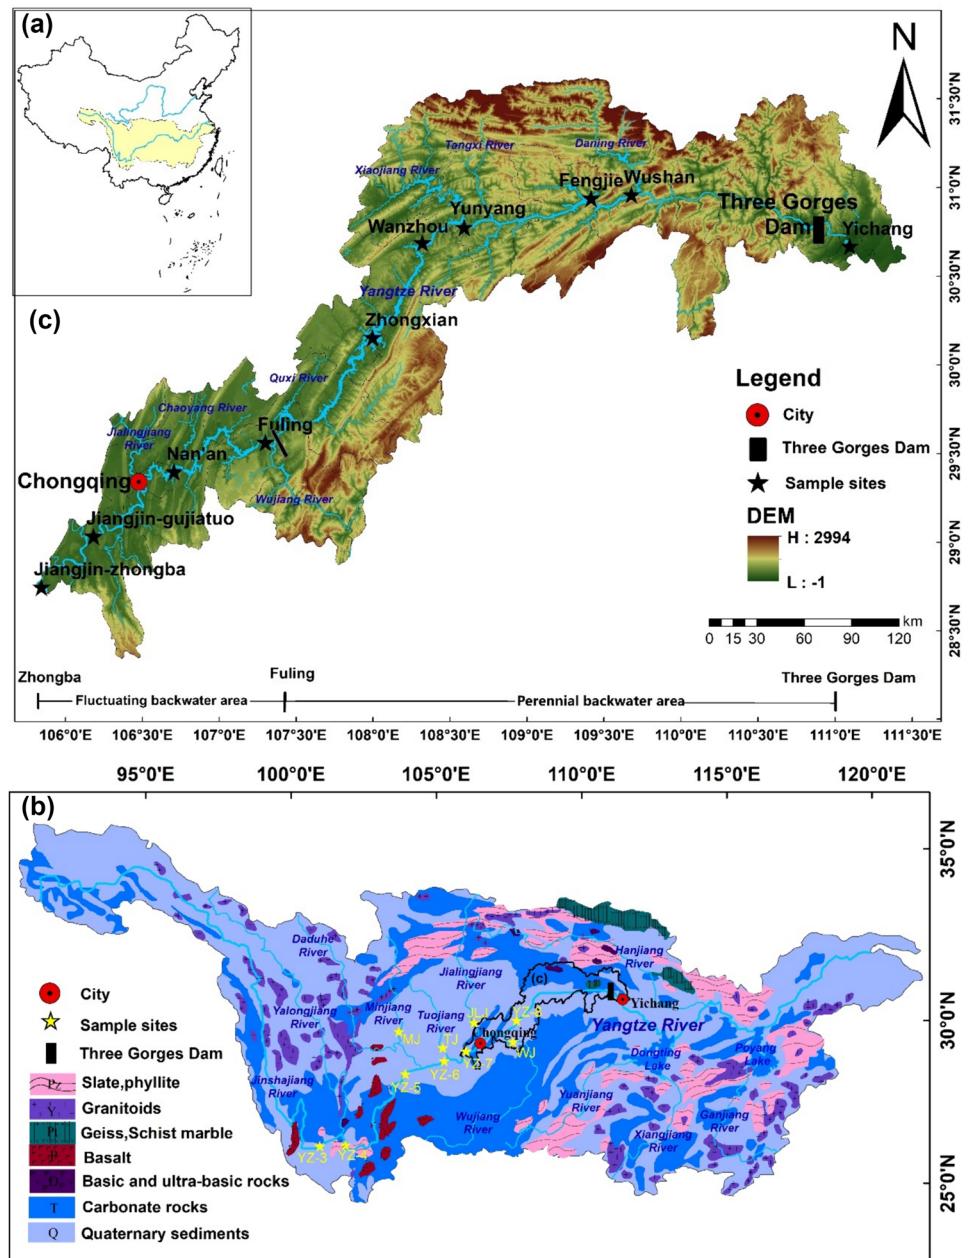 (a)
N
31°30'N
31°0'N
30°30'N
30°0'N
29°30'N
29°0'N
28°30'N
Tangxi River
Daning River
Xiaojiang River
Fengjie
Wushan
Yunyang
Three Gorges
Dam
Yichang
Wanzhou
Yangtze River
(c)
Zhongxian
Quxi River
Chaoyang River
Jialingjiang
River
Fuling
Nan'an
Chongqing
Wujiang River
Jiangjin-gujiatuo
Jiangjin-zhongba
Legend
City
Three Gorges Dam
Sample sites
DEM
H : 2994
L : -1
0 15 30 60 90 120
km
Zhongba
Fuling
Three Gorges Dam
Fluctuating backwater area
Perennial backwater area
106°0'E 106°30'E 107°0'E 107°30'E 108°0'E 108°30'E 109°0'E 109°30'E 110°0'E 110°30'E 111°0'E 111°30'E
95°0'E 100°0'E 105°0'E 110°0'E 115°0'E 120°0'E
(b)
35°0'N
30°0'N
25°0'N
Daduhe
River
Hanjiang
River
Jialingjiang
River
(c)
Yalongjiang
River
Minjiang
River
Tuojiang
River
JLJ
YZ-8
Yichang
MJ
TJ
Chongqing
Yangtze River
WJ
YZ-7
YZ-6
YZ-5
Dongting
Lake
Poyang
Lake
Jinshajiang
River
Yuanjiang
River
Wujiang
River
Ganjiang
River
Xiangjiang
River
YZ-3
YZ-4
City
Sample sites
Three Gorges Dam
Slate,phyllite
Granitoids
Geiss,Schist marble
Basalt
Basic and ultra-basic rocks
T
Carbonate rocks
Q
Quaternary sediments